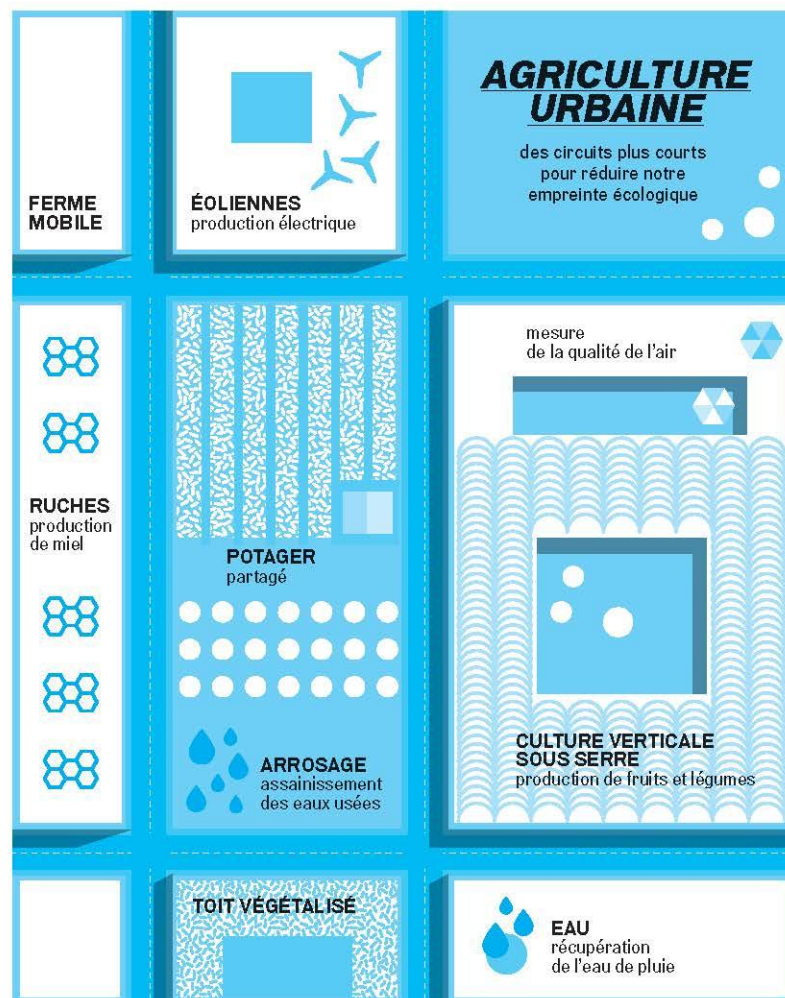 FERME
MOBILE
ÉOLIENNES
production électrique
AGRICULTURE
URBAINE
des circuits plus courts
pour réduire notre
empreinte écologique
RUCHES
production
de miel
POTAGER
partagé
ARROSAGE
assainissement
des eaux usées
mesure
de la qualité de l'air
CULTURE VERTICALE
SOUS SERRE
production de fruits et légumes
TOIT VÉGÉTALISÉ
EAU
récupération
de l'eau de pluie